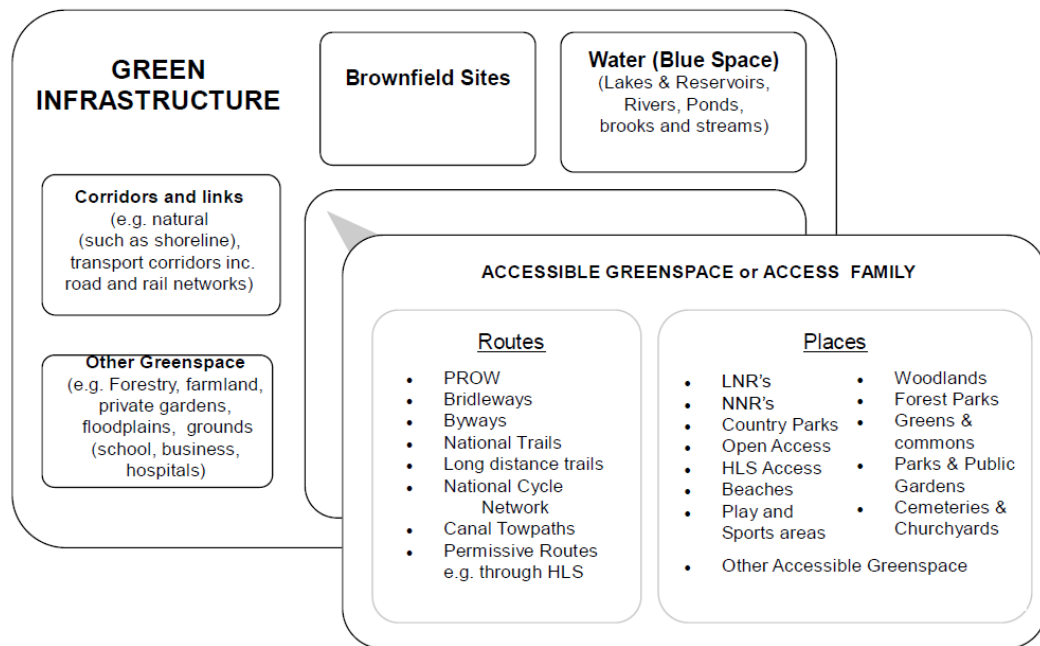 GREEN
INFRASTRUCTURE
Brownfield Sites
Water (Blue Space)
(Lakes & Reservoirs,
Rivers, Ponds,
brooks and streams)
Corridors and links
(e.g. natural
(such as shoreline),
transport corridors inc.
road and rail networks)
Other Greenspace
(e.g. Forestry, farmland,
private gardens,
floodplains, grounds
(school, business,
hospitals)
ACCESSIBLE GREENSPACE or ACCESS FAMILY
Routes
• PROW
• Bridleways
• Byways
• National Trails
• Long distance trails
• National Cycle
Network
• Canal Towpaths
• Permissive Routes
e.g. through HLS
Places
• LNR's
• NNR's
• Country Parks
• Open Access
• HLS Access
• Beaches
• Play and
Sports areas
• Woodlands
• Forest Parks
• Greens &
commons
• Parks & Public
Gardens
• Cemeteries &
Churchyards
• Other Accessible Greenspace